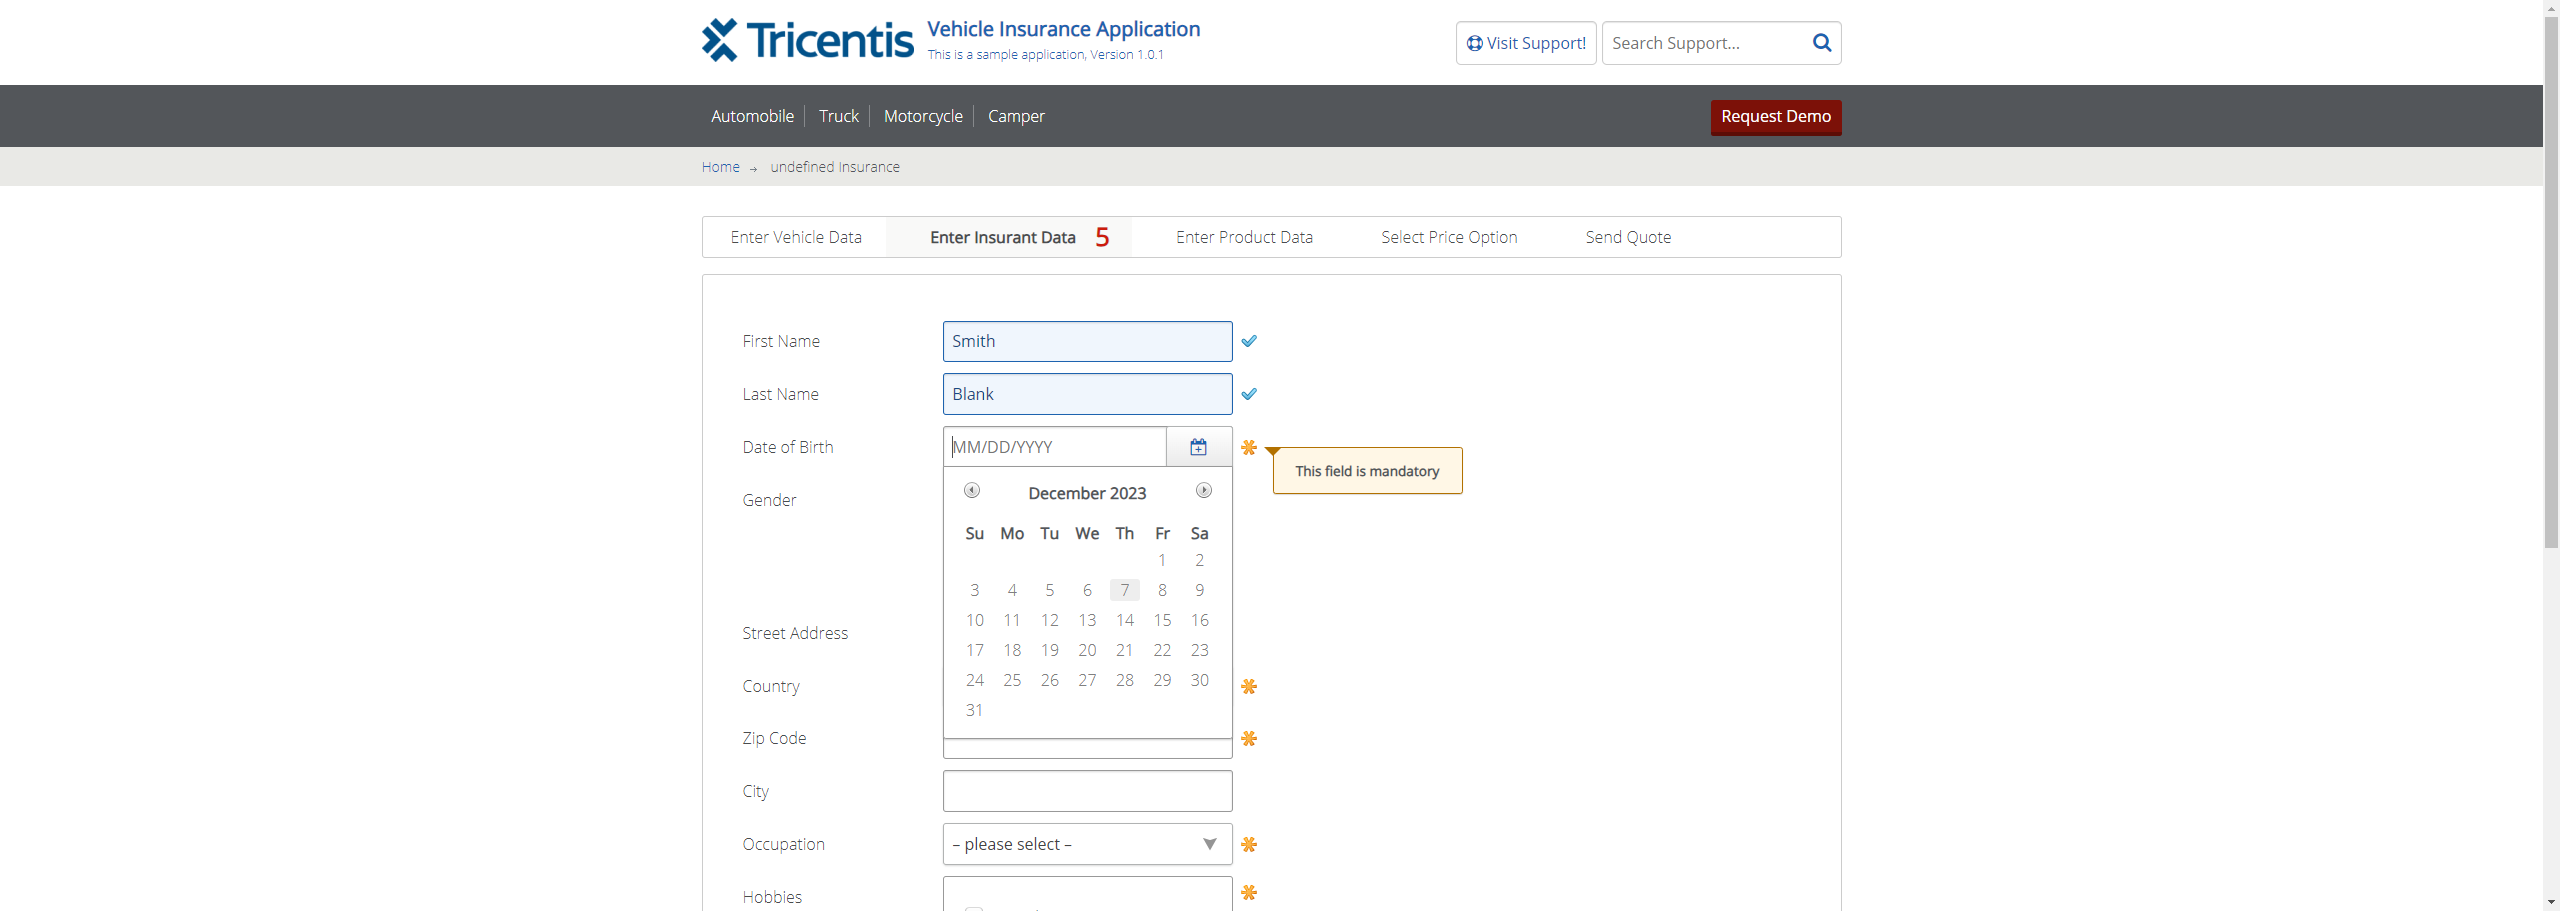 Tricentis
Vehicle Insurance Application
This is a sample application, Version 1.0.1
Visit Support!
Search Support...
Automobile
Truck
Motorcycle
Camper
Request Demo
Home → undefined Insurance
Enter Vehicle Data
Enter Insurant Data 5
Enter Product Data
Select Price Option
Send Quote
First Name
Smith
Last Name
Blank
Date of Birth
MM/DD/YYYY
This field is mandatory
December 2023
Su Mo Tu We Th Fr Sa
1 2
3 4 5 6 7 8 9
10 11 12 13 14 15 16
17 18 19 20 21 22 23
24 25 26 27 28 29 30
31
Gender
Street Address
Country
Zip Code
City
Occupation
– please select –
Hobbies